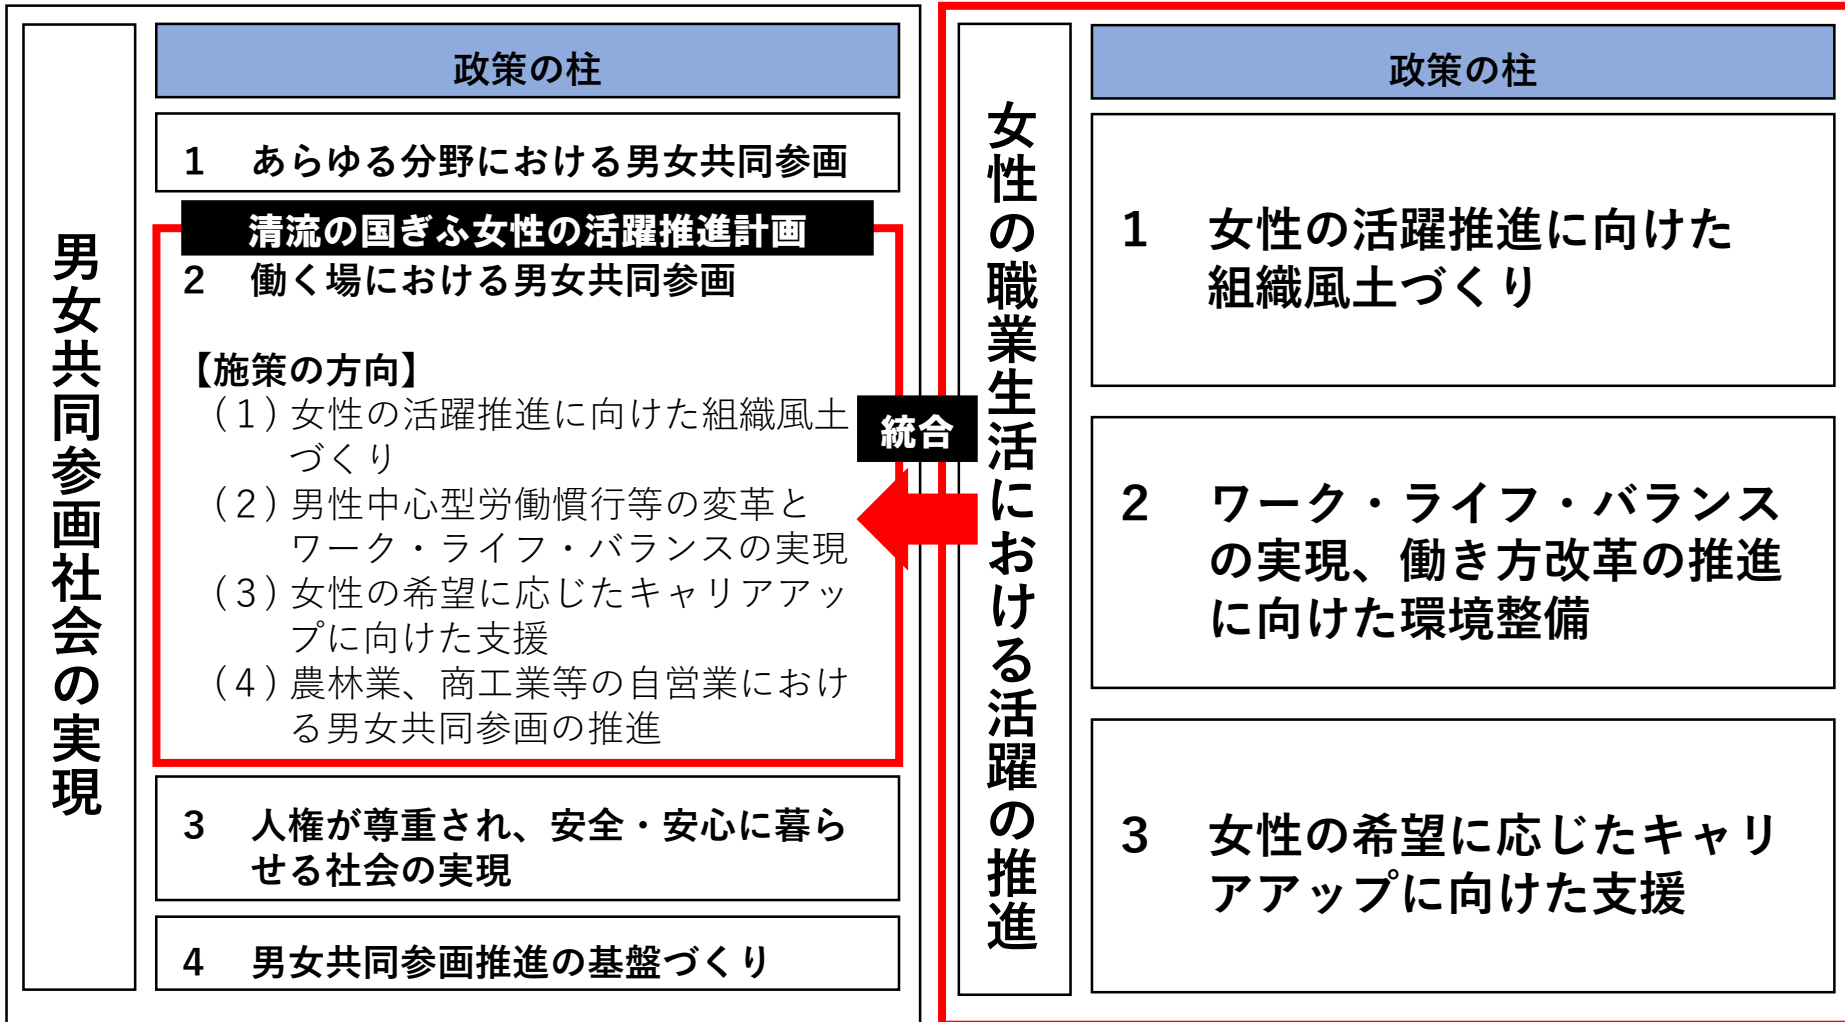 男女共同参画社会の実現
政策の柱
1 あらゆる分野における男女共同参画
清流の国ぎふ女性の活躍推進計画
2 働く場における男女共同参画
【施策の方向】
（1）女性の活躍推進に向けた組織風土
づくり
（2）男性中心型労働慣行等の変革と
ワーク・ライフ・バランスの実現
（3）女性の希望に応じたキャリアアッ
プに向けた支援
（4）農林業、商工業等の自営業におけ
る男女共同参画の推進
3 人権が尊重され、安全・安心に暮ら
せる社会の実現
4 男女共同参画推進の基盤づくり
統合
女性の職業生活における活躍の推進
政策の柱
1 女性の活躍推進に向けた
組織風土づくり
2 ワーク・ライフ・バランス
の実現、働き方改革の推進
に向けた環境整備
3 女性の希望に応じたキャリ
アアップに向けた支援